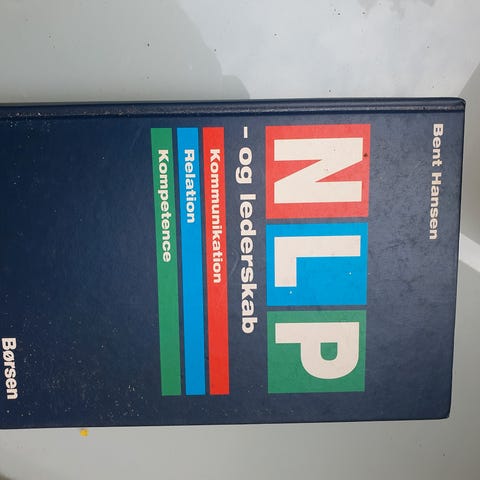 Bent Hansen
NLP
- og lederskab
Kommunikation
Relation
Kompetence
Børsen